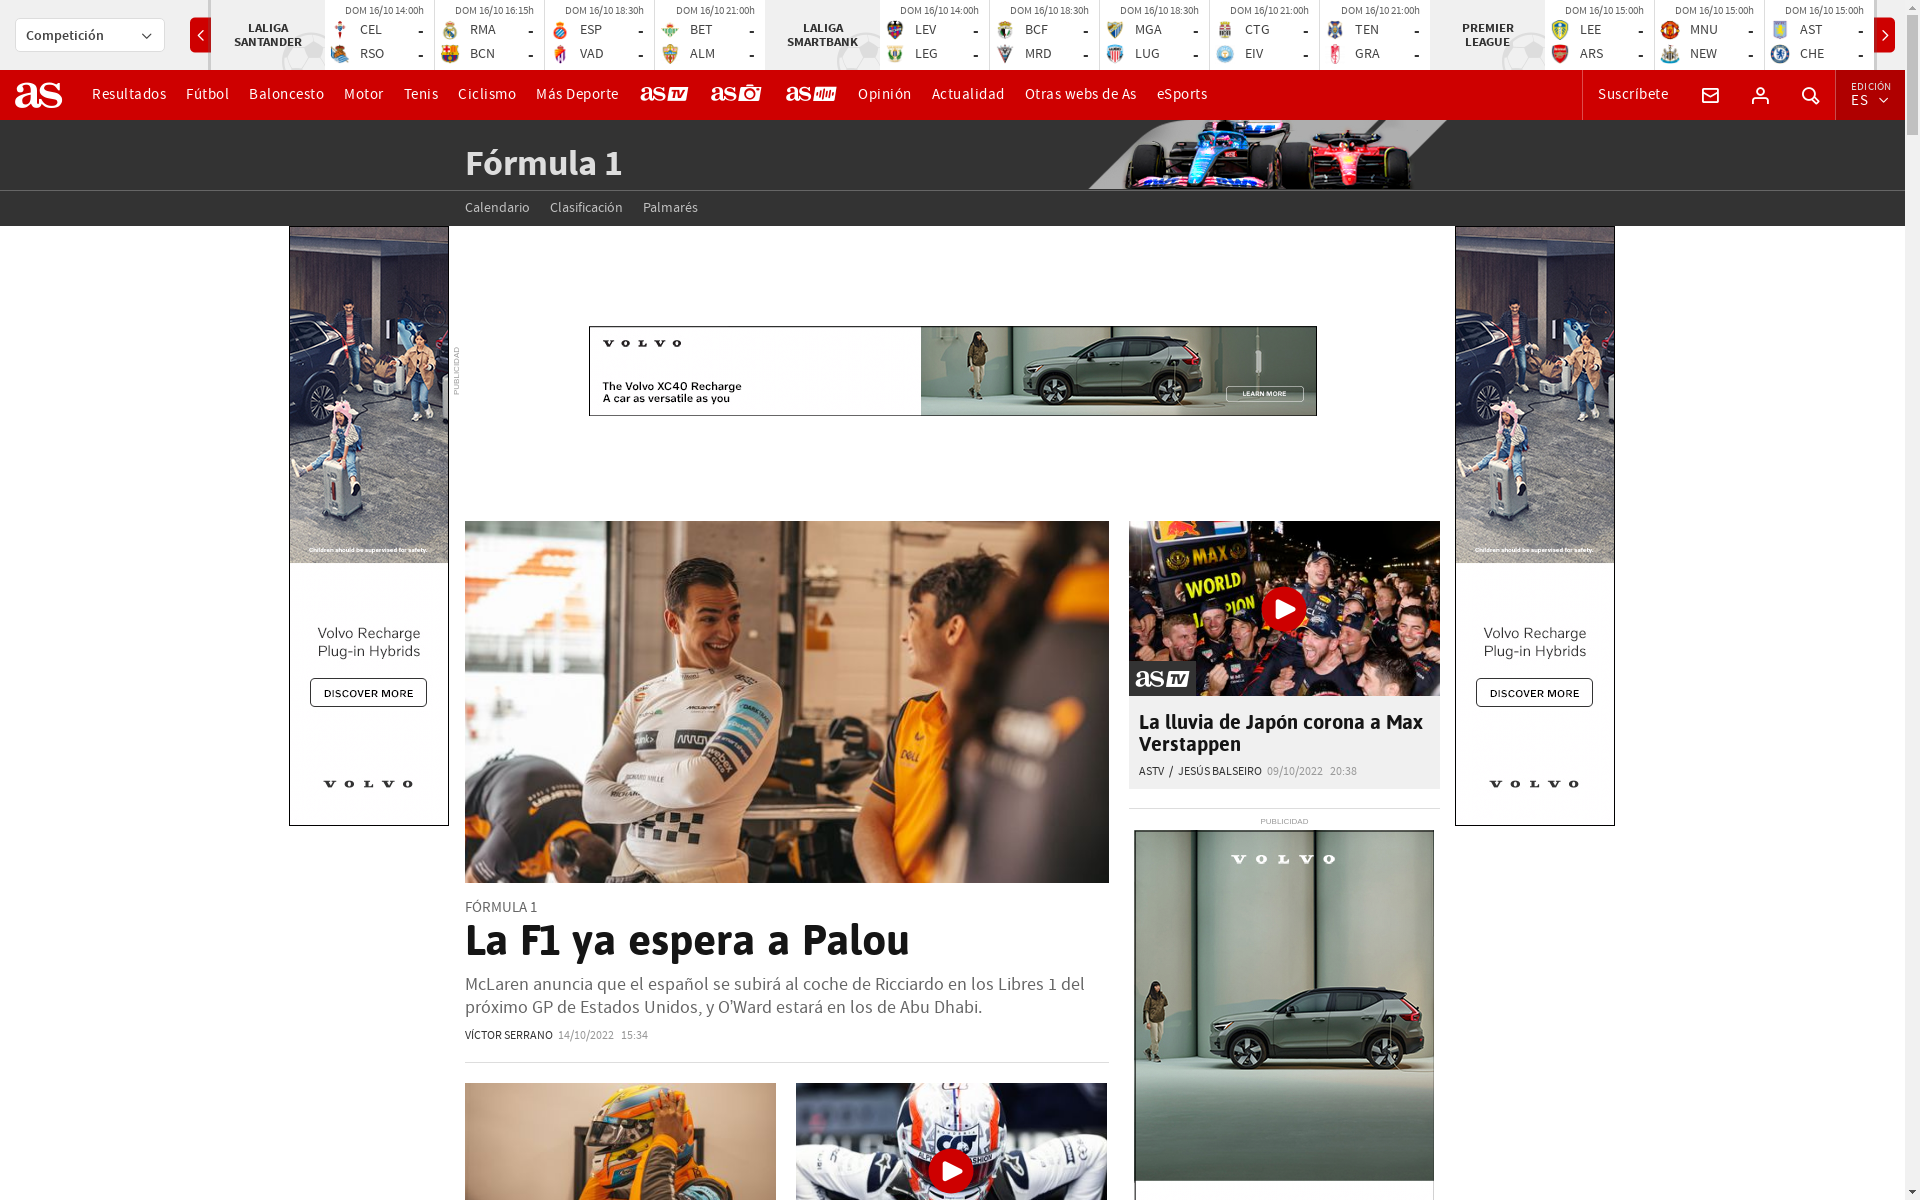 Competición
LALIGA
SANTANDER
DOM 16/10 14:00h
CEL -
RSO -
DOM 16/10 16:15h
RMA -
BCN -
DOM 16/10 18:30h
ESP -
VAD -
DOM 16/10 21:00h
BET -
ALM -
LALIGA
SMARTBANK
DOM 16/10 14:00h
LEV -
LEG -
DOM 16/10 18:30h
BCF -
MRD -
DOM 16/10 18:30h
MGA -
LUG -
DOM 16/10 21:00h
CTG -
EIV -
DOM 16/10 21:00h
TEN -
GRA -
PREMIER
LEAGUE
DOM 16/10 15:00h
LEE -
ARS -
DOM 16/10 15:00h
MNU -
NEW -
DOM 16/10 15:00h
AST -
CHE -
as Resultados Fútbol Baloncesto Motor Tenis Ciclismo Más Deporte as TV as as Opinión Actualidad Otras webs de As eSports Suscríbete EDICIÓN
ES
Fórmula 1
Calendario Clasificación Palmarés
PUBLICIDAD
VOLVO
The Volvo XC40 Recharge
A car as versatile as you
LEARN MORE
Children should be supervised for safety.
Volvo Recharge
Plug-in Hybrids
DISCOVER MORE
VOLVO
Children should be supervised for safety.
Volvo Recharge
Plug-in Hybrids
DISCOVER MORE
VOLVO
McLaren
DARKTRACE
smartsheet
webex
RICHARD MILLE
DELL
FÓRMULA 1
La F1 ya espera a Palou
McLaren anuncia que el español se subirá al coche de Ricciardo en los Libres 1 del
próximo GP de Estados Unidos, y O'Ward estará en los de Abu Dhabi.
VÍCTOR SERRANO 14/10/2022 15:34
MAX
WORLD
as TV
La lluvia de Japón corona a Max
Verstappen
ASTV / JESÚS BALSEIRO 09/10/2022 20:38
PUBLICIDAD
VOLVO